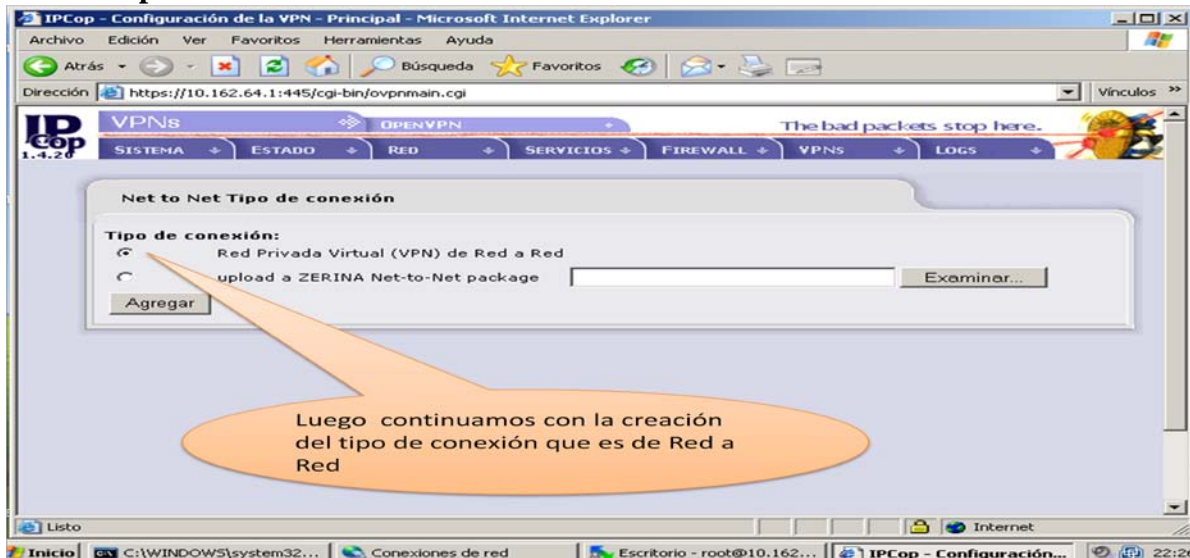 IPCop - Configuración de la VPN - Principal - Microsoft Internet Explorer
Archivo Edición Ver Favoritos Herramientas Ayuda
Atrás Búsqueda Favoritos
Dirección https://10.162.64.1:445/cgi-bin/ovpnmain.cgi Vínculos »
IP
Cop
1.4.20
VPNs OPENVPN The bad packets stop here.
SISTEMA ESTADO RED SERVICIOS FIREWALL VPNS LOGS
Net to Net Tipo de conexión
Tipo de conexión:
Red Privada Virtual (VPN) de Red a Red
upload a ZERINA Net-to-Net package Examinar...
Agregar
Luego continuamos con la creación
del tipo de conexión que es de Red a
Red
Listo Internet
Inicio C:\WINDOWS\system32... Conexiones de red Escritorio - root@10.162... IPCop - Configuración...